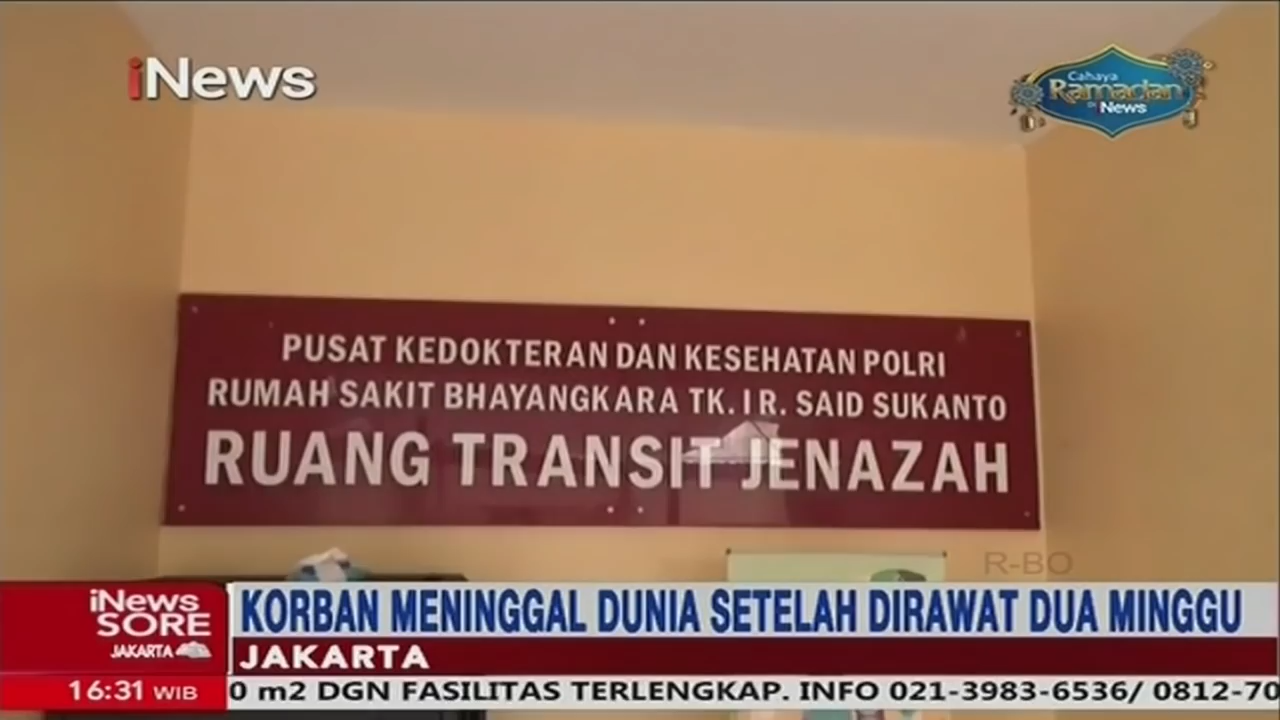 iNews
Cahaya
Ramadan
di iNews
PUSAT KEDOKTERAN DAN KESEHATAN POLRI
RUMAH SAKIT BHAYANGKARA TK. I R. SAID SUKANTO
RUANG TRANSIT JENAZAH
R-BO
iNews
SORE
JAKARTA
KORBAN MENINGGAL DUNIA SETELAH DIRAWAT DUA MINGGU
JAKARTA
16:31 WIB
0 m2 DGN FASILITAS TERLENGKAP. INFO 021-3983-6536/ 0812-70